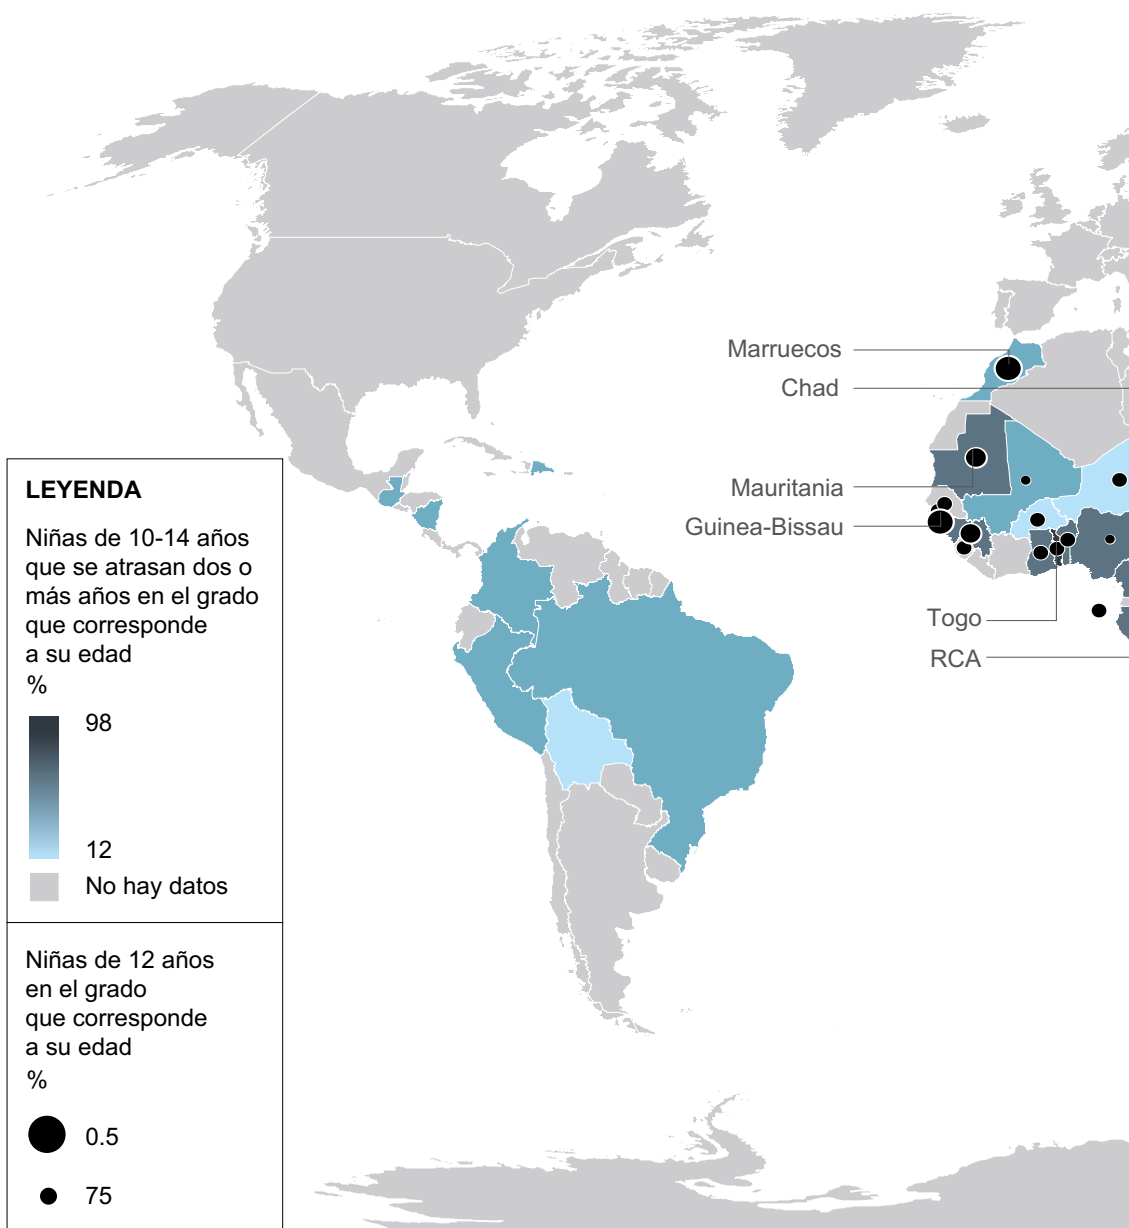 Marruecos
Chad
Mauritania
Guinea-Bissau
Togo
RCA
LEYENDA
Niñas de 10-14 años
que se atrasan dos o
más años en el grado
que corresponde
a su edad
%
98
12
No hay datos
Niñas de 12 años
en el grado
que corresponde
a su edad
%
0.5
75